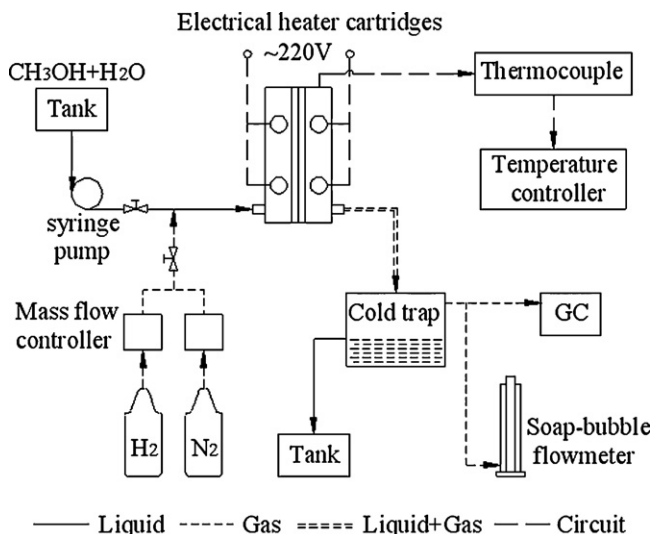 Electrical heater cartridges
~220V
CH3OH+H2O
Tank
Thermocouple
Temperature
controller
syringe
pump
Mass flow
controller
Cold trap
GC
H2
N2
Tank
Soap-bubble
flowmeter
Liquid
Gas
Liquid+Gas
Circuit